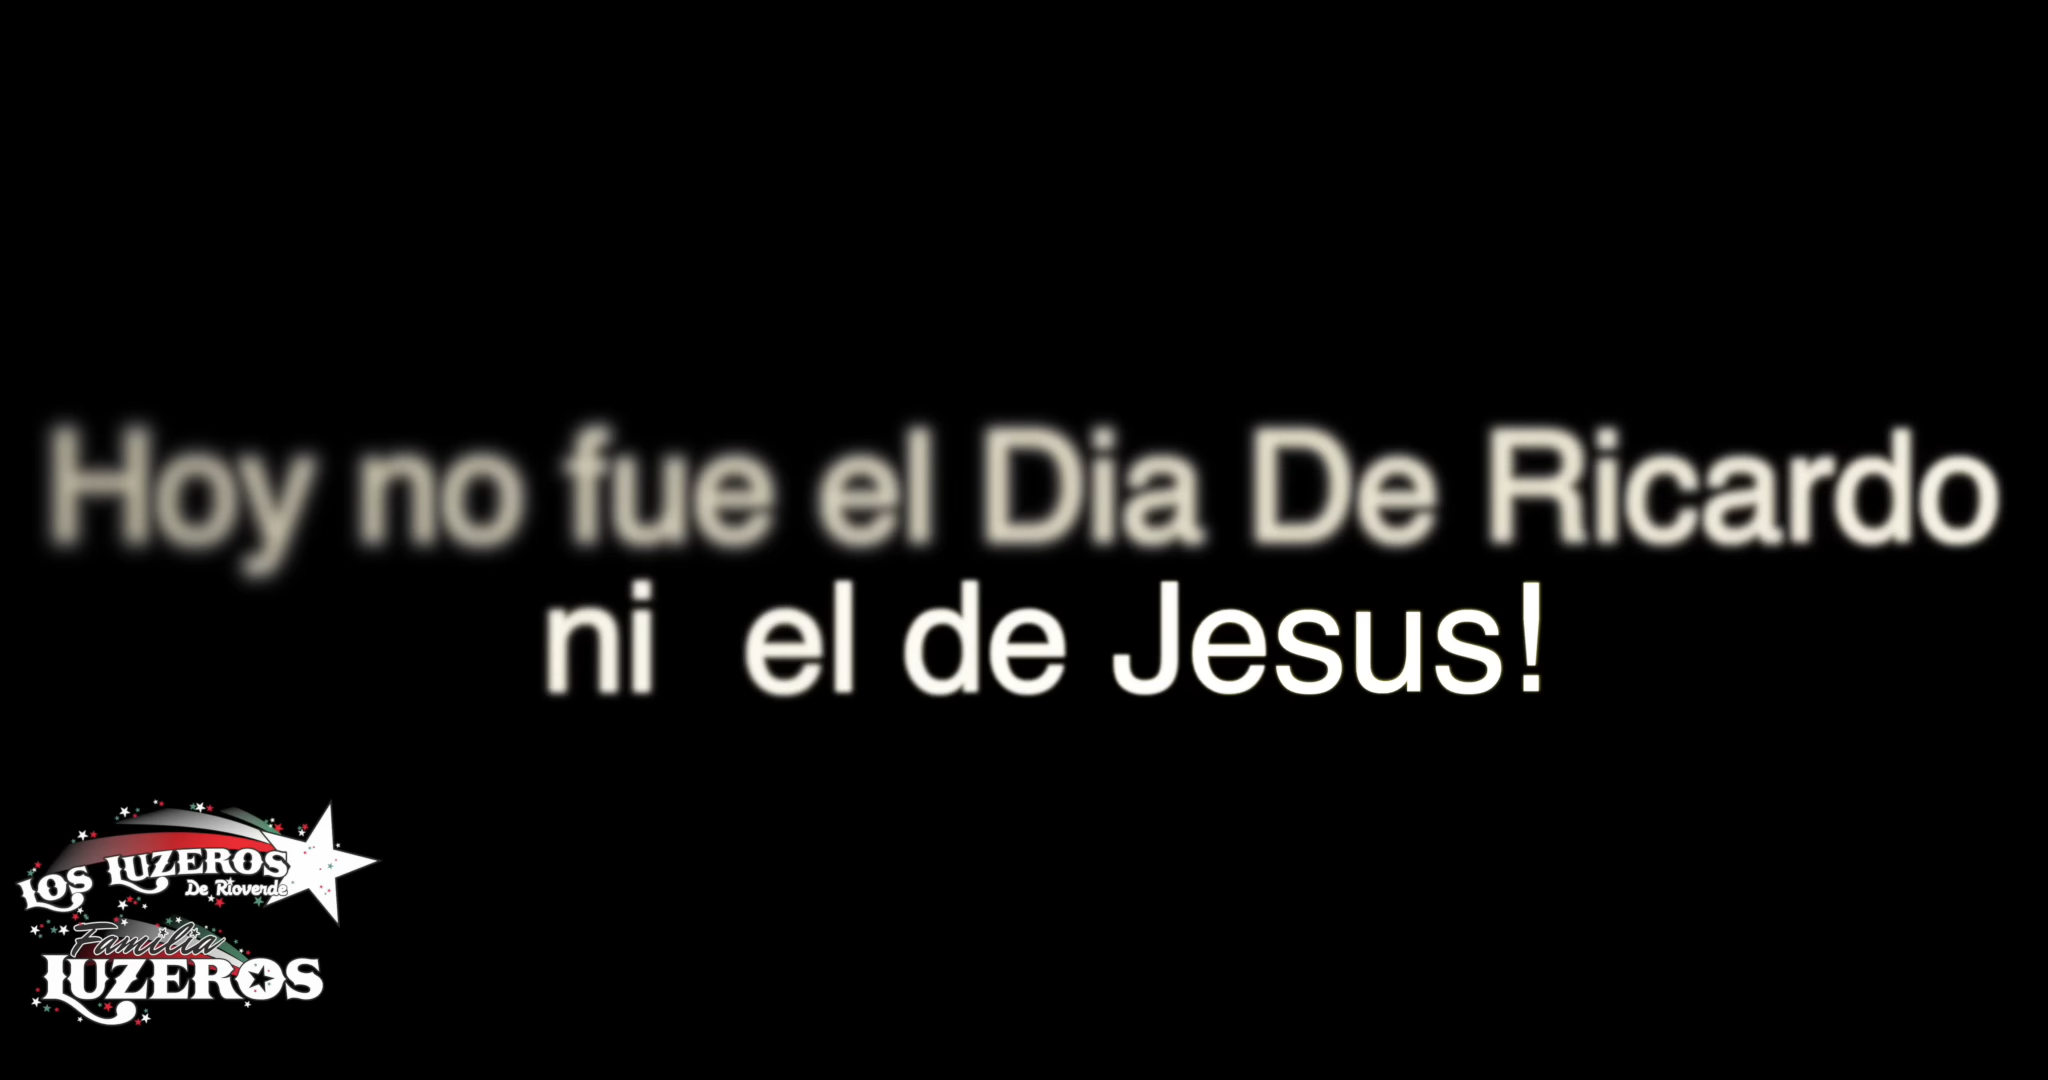 Hoy no fue el Dia De Ricardo
ni el de Jesus!
LOS LUZEROS
De Rioverde
Familia
LUZEROS